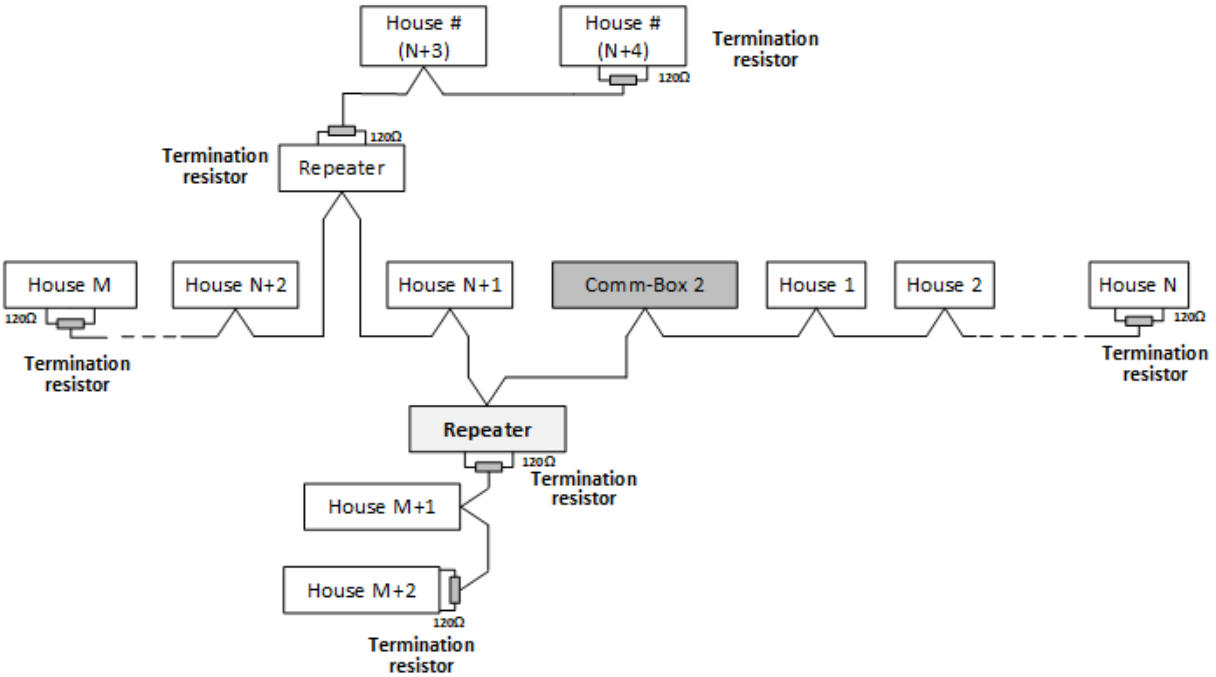 House #
(N+3)
House #
(N+4)
Termination
resistor
120Ω
120Ω
Termination
resistor
Repeater
House M
House N+2
House N+1
Comm-Box 2
House 1
House 2
House N
120Ω
120Ω
Termination
resistor
Termination
resistor
Repeater
120Ω
Termination
resistor
House M+1
House M+2
120Ω
Termination
resistor